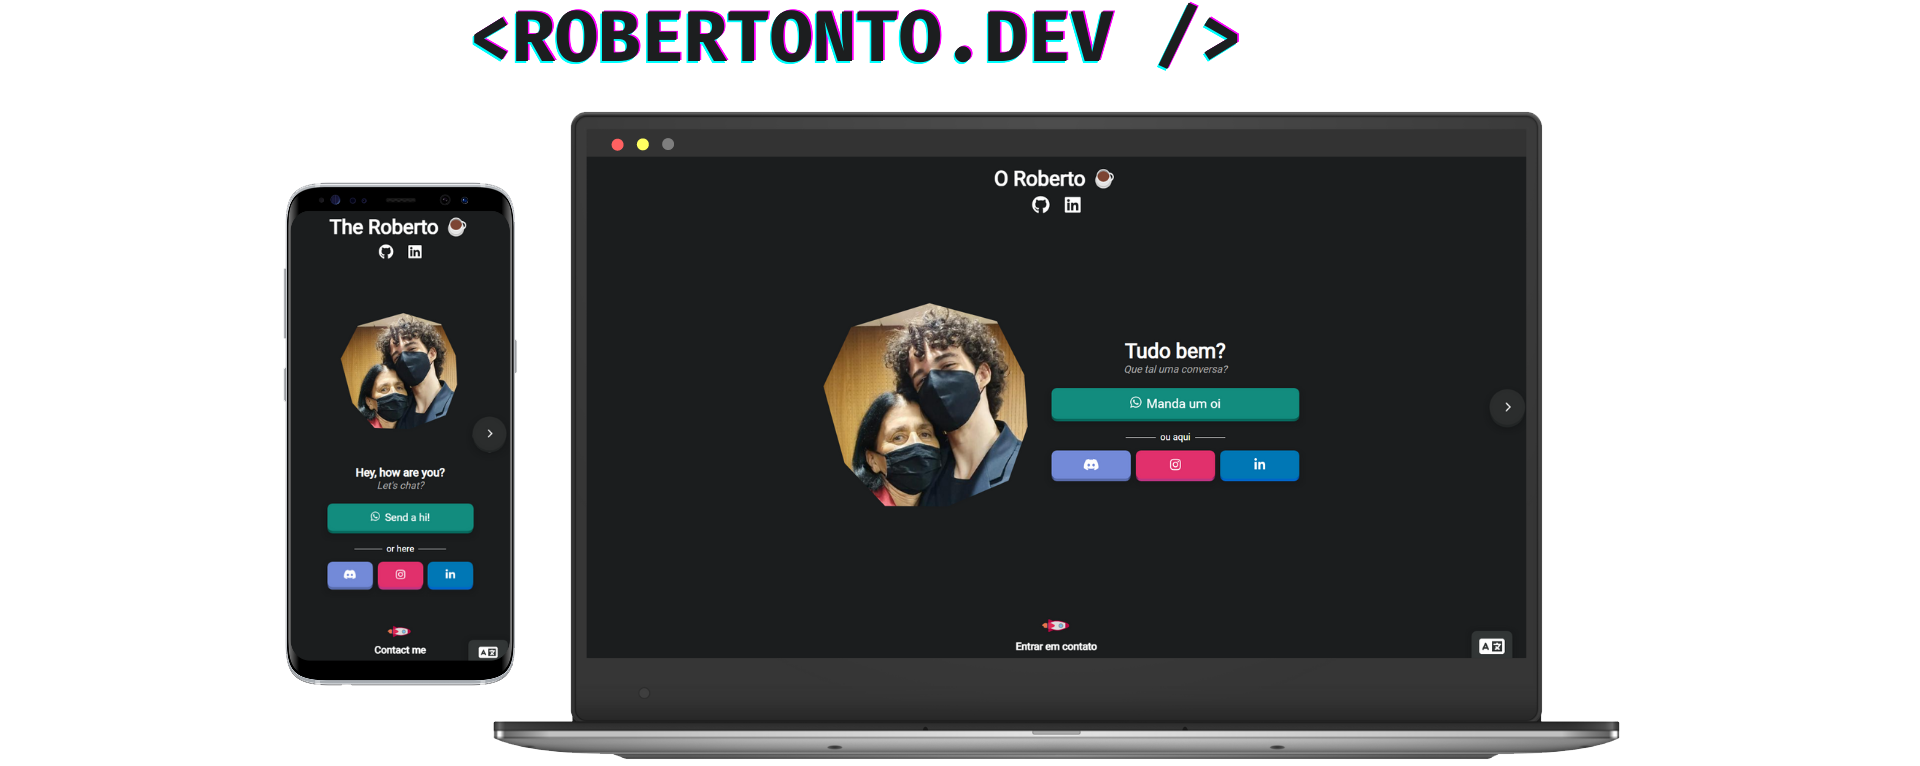 <ROBERTONTO.DEV />
The Roberto
Hey, how are you?
Let's chat?
Send a hi!
or here
in
Contact me
O Roberto
Tudo bem?
Que tal uma conversa?
Manda um oi
ou aqui
in
Entrar em contato